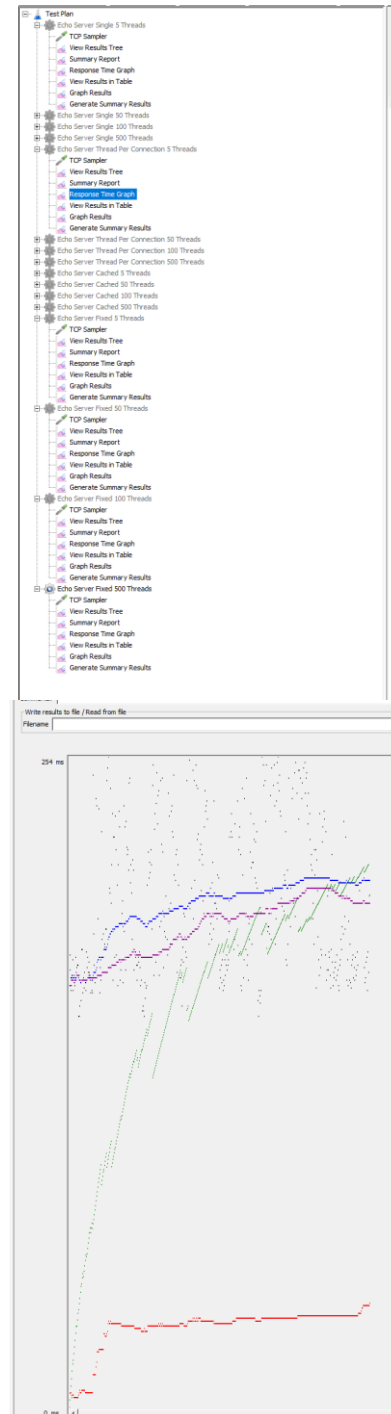 Test Plan
Echo Server Single 5 Threads
TCP Sampler
View Results Tree
Summary Report
Response Time Graph
View Results in Table
Graph Results
Generate Summary Results
Echo Server Single 50 Threads
Echo Server Single 100 Threads
Echo Server Single 500 Threads
Echo Server Thread Per Connection 5 Threads
TCP Sampler
View Results Tree
Summary Report
Response Time Graph
View Results in Table
Graph Results
Generate Summary Results
Echo Server Thread Per Connection 50 Threads
Echo Server Thread Per Connection 100 Threads
Echo Server Thread Per Connection 500 Threads
Echo Server Cached 5 Threads
Echo Server Cached 50 Threads
Echo Server Cached 100 Threads
Echo Server Cached 500 Threads
Echo Server Fixed 5 Threads
TCP Sampler
View Results Tree
Summary Report
Response Time Graph
View Results in Table
Graph Results
Generate Summary Results
Echo Server Fixed 50 Threads
TCP Sampler
View Results Tree
Summary Report
Response Time Graph
View Results in Table
Graph Results
Generate Summary Results
Echo Server Fixed 100 Threads
TCP Sampler
View Results Tree
Summary Report
Response Time Graph
View Results in Table
Graph Results
Generate Summary Results
Echo Server Fixed 500 Threads
TCP Sampler
View Results Tree
Summary Report
Response Time Graph
View Results in Table
Graph Results
Generate Summary Results
Write results to file / Read from file
Filename
254 ms
0 ms